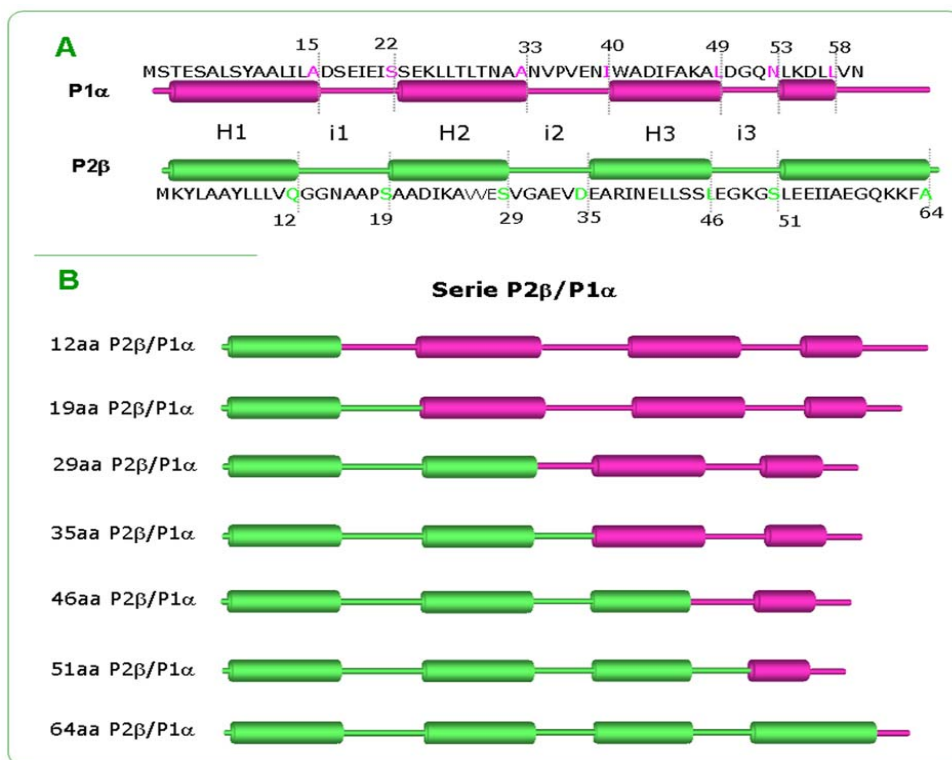 A
15 22 33 40 49 53 58
MSTESALSYAALILADSEIEISSEKLLTLTNAANVPVENIWADIFAKALDGQNLKDLLVN
P1α
H1 i1 H2 i2 H3 i3
P2β
MKYLAAYLLLVQGGNAAPSAADIKAVVESVGAEVDEARINELLSSLEGKGSLEEIIAEGQKKFA
12 19 29 35 46 51 64
B
Serie P2β/P1α
12aa P2β/P1α
19aa P2β/P1α
29aa P2β/P1α
35aa P2β/P1α
46aa P2β/P1α
51aa P2β/P1α
64aa P2β/P1α